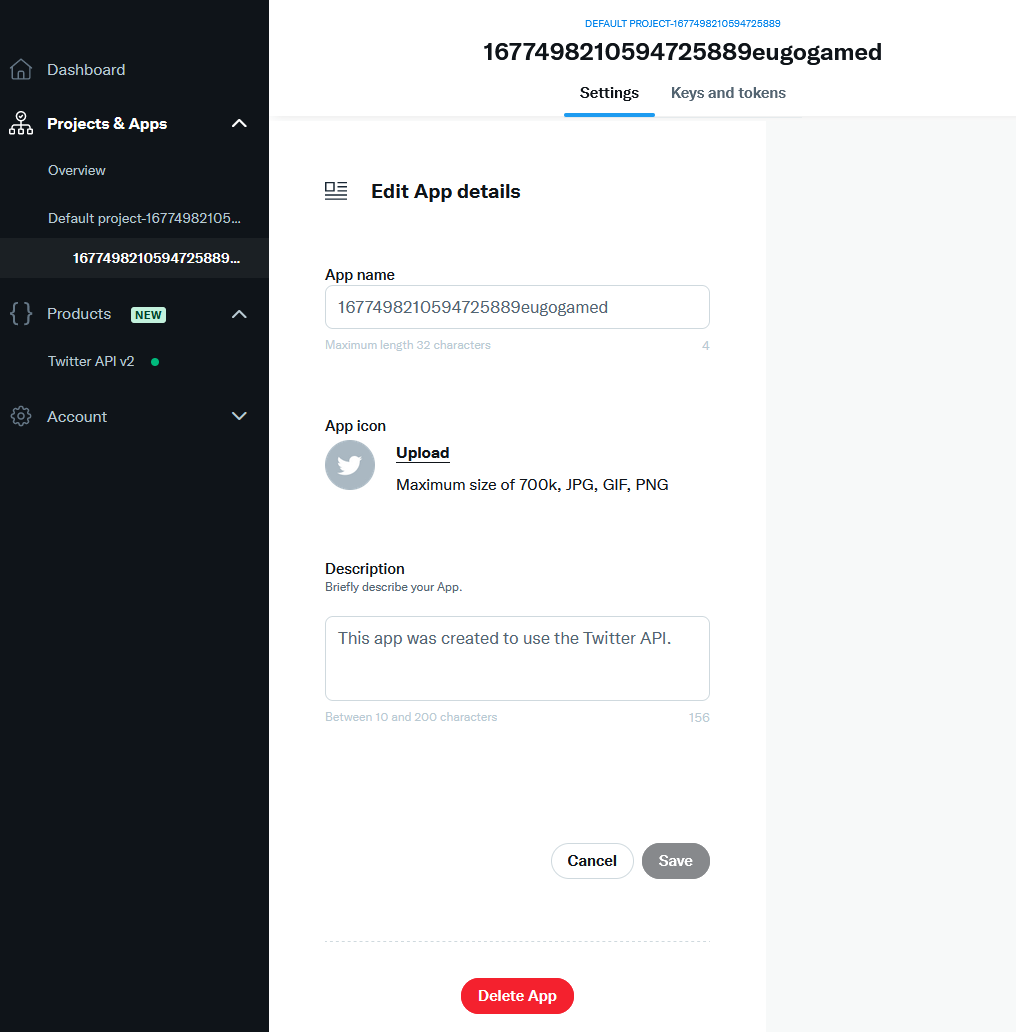 Dashboard
Projects & Apps
Overview
Default project-16774982105...
1677498210594725889...
Products NEW
Twitter API v2
Account
DEFAULT PROJECT-1677498210594725889
1677498210594725889eugogamed
Settings Keys and tokens
Edit App details
App name
1677498210594725889eugogamed
Maximum length 32 characters 4
App icon
Upload
Maximum size of 700k, JPG, GIF, PNG
Description
Briefly describe your App.
This app was created to use the Twitter API.
Between 10 and 200 characters 156
Cancel Save
Delete App